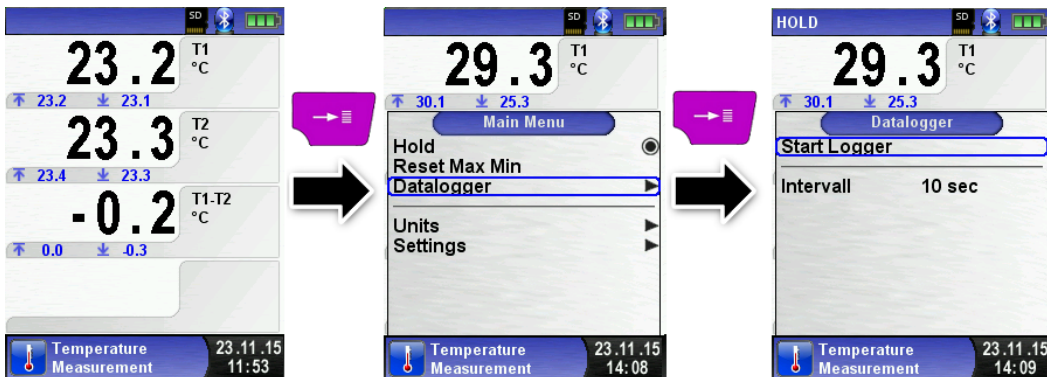 SD
23.2 T1
°C
23.2 23.1
23.3 T2
°C
23.4 23.3
-0.2 T1-T2
°C
0.0 -0.3
Temperature
Measurement
23.11.15
11:53
SD
29.3 T1
°C
30.1 25.3
Main Menu
Hold
Reset Max Min
Datalogger
Units
Settings
Temperature
Measurement
23.11.15
14:08
HOLD SD
29.3 T1
°C
30.1 25.3
Datalogger
Start Logger
Intervall 10 sec
Temperature
Measurement
23.11.15
14:09